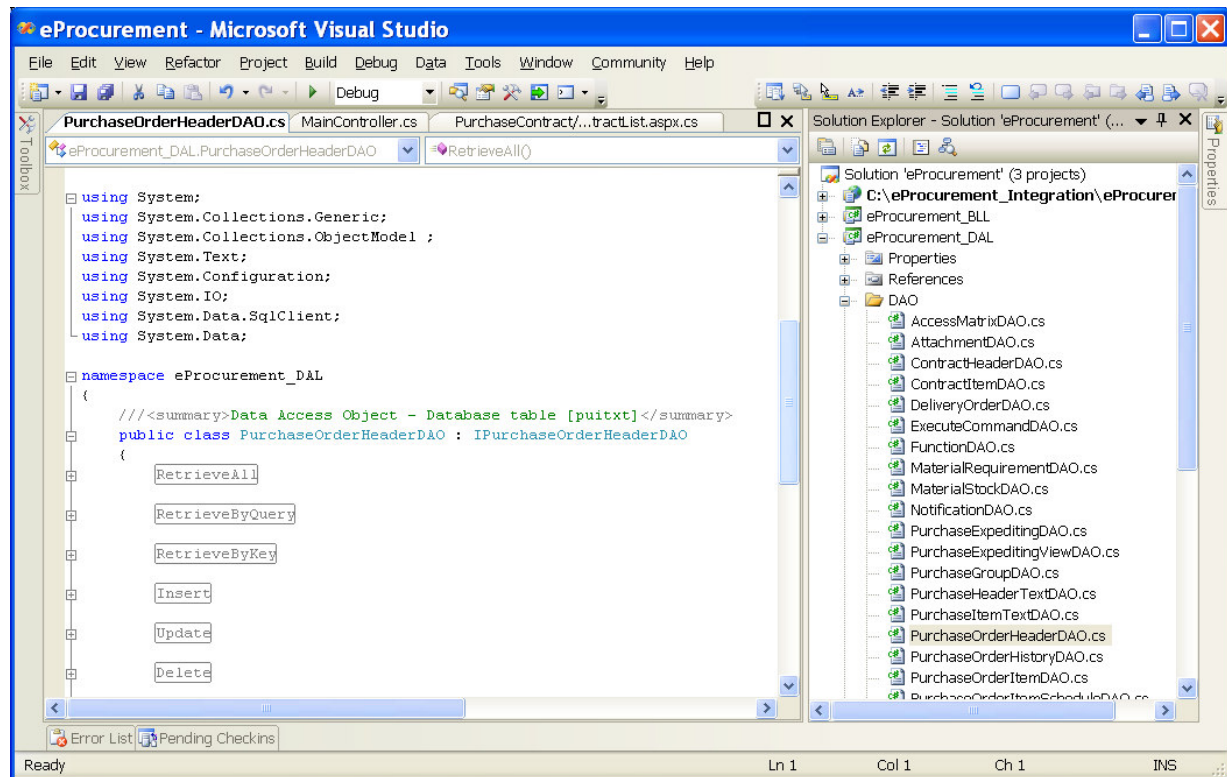 eProcurement - Microsoft Visual Studio
File Edit View Refactor Project Build Debug Data Tools Window Community Help
Debug
PurchaseOrderHeaderDAO.cs MainController.cs PurchaseContract/...tractList.aspx.cs
eProcurement_DAL.PurchaseOrderHeaderDAO RetrieveAll()
Toolbox
using System;
using System.Collections.Generic;
using System.Collections.ObjectModel ;
using System.Text;
using System.Configuration;
using System.IO;
using System.Data.SqlClient;
using System.Data;
namespace eProcurement_DAL
{
///<summary>Data Access Object - Database table [puitxt]</summary>
public class PurchaseOrderHeaderDAO : IPurchaseOrderHeaderDAO
{
RetrieveAll
RetrieveByQuery
RetrieveByKey
Insert
Update
Delete
Solution Explorer - Solution 'eProcurement' (...
Solution 'eProcurement' (3 projects)
C:\eProcurement_Integration\eProcurer
eProcurement_BLL
eProcurement_DAL
Properties
References
DAO
AccessMatrixDAO.cs
AttachmentDAO.cs
ContractHeaderDAO.cs
ContractItemDAO.cs
DeliveryOrderDAO.cs
ExecuteCommandDAO.cs
FunctionDAO.cs
MaterialRequirementDAO.cs
MaterialStockDAO.cs
NotificationDAO.cs
PurchaseExpeditingDAO.cs
PurchaseExpeditingViewDAO.cs
PurchaseGroupDAO.cs
PurchaseHeaderTextDAO.cs
PurchaseItemTextDAO.cs
PurchaseOrderHeaderDAO.cs
PurchaseOrderHistoryDAO.cs
PurchaseOrderItemDAO.cs
PurchaseOrderItemScheduleDAO.cs
Properties
Error List Pending Checkins
Ready Ln 1 Col 1 Ch 1 INS